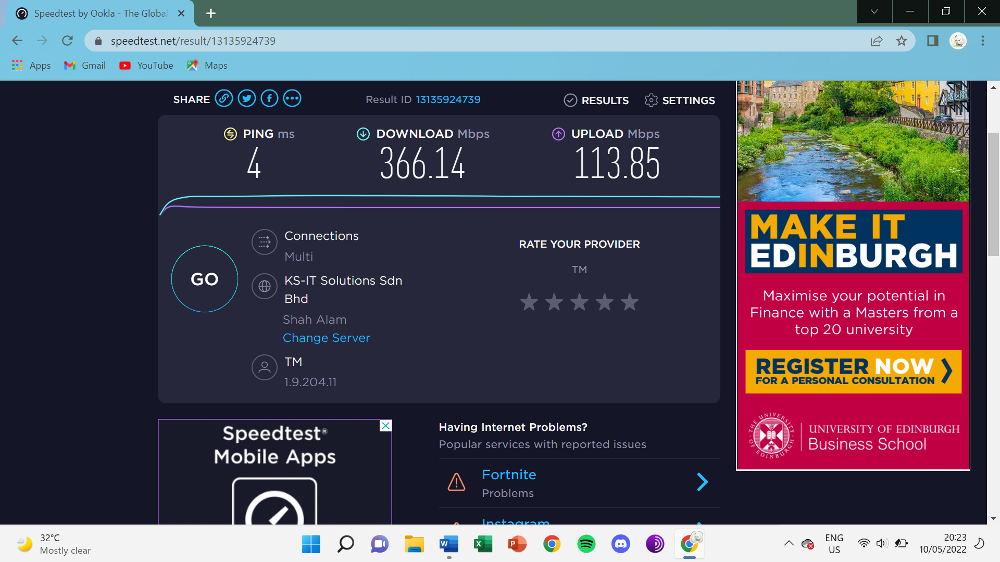 Speedtest by Ookla - The Global
speedtest.net/result/13135924739
Apps
Gmail
YouTube
Maps
SHARE
Result ID 13135924739
RESULTS
SETTINGS
PING ms
4
DOWNLOAD Mbps
366.14
UPLOAD Mbps
113.85
GO
Connections
Multi
KS-IT Solutions Sdn
Bhd
Shah Alam
Change Server
TM
1.9.204.11
RATE YOUR PROVIDER
TM
Speedtest®
Mobile Apps
Having Internet Problems?
Popular services with reported issues
Fortnite
Problems
Instagram
MAKE IT
EDINBURGH
Maximise your potential in
Finance with a Masters from a
top 20 university
REGISTER NOW
FOR A PERSONAL CONSULTATION
THE UNIVERSITY OF EDINBURGH
UNIVERSITY OF EDINBURGH
Business School
32°C
Mostly clear
ENG
US
20:23
10/05/2022